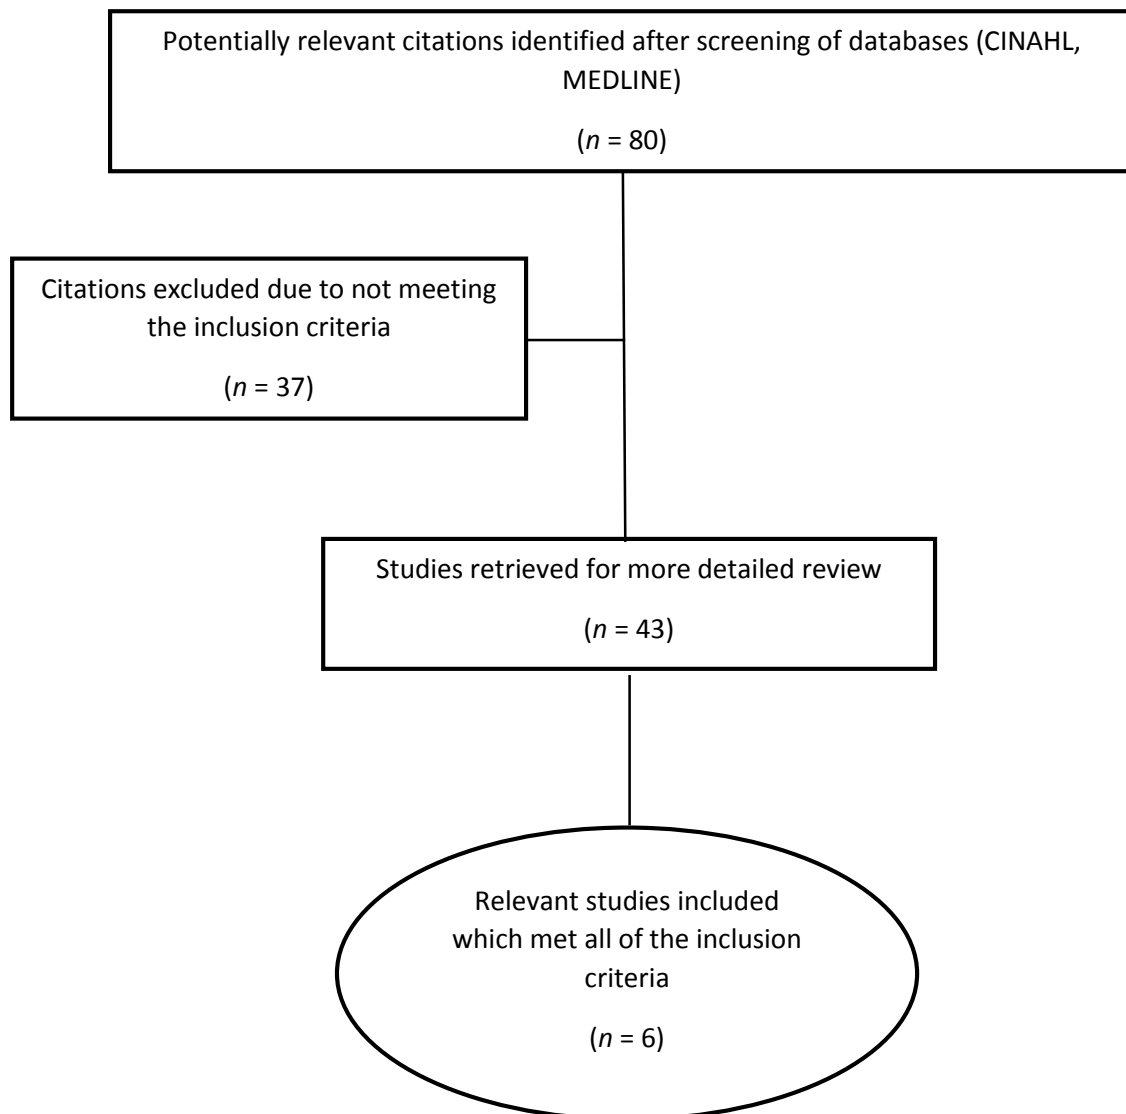 Potentially relevant citations identified after screening of databases (CINAHL,
MEDLINE)
(n = 80)
Citations excluded due to not meeting
the inclusion criteria
(n = 37)
Studies retrieved for more detailed review
(n = 43)
Relevant studies included
which met all of the inclusion
criteria
(n = 6)